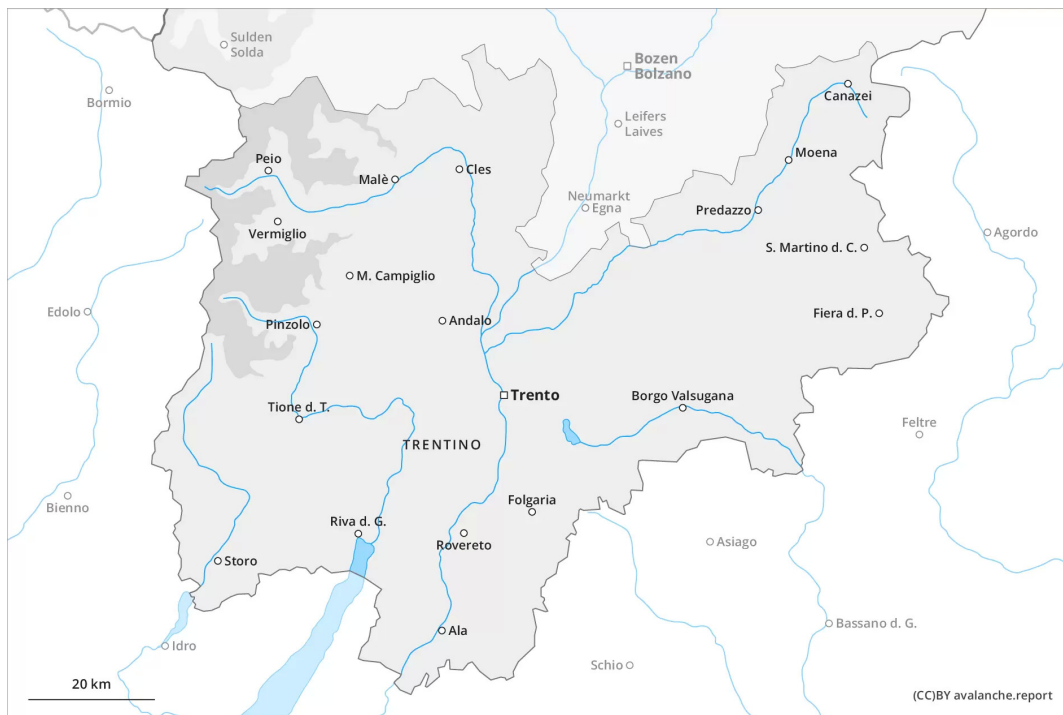 Sulden
Solda
Bozen
Bolzano
Bormio
Canazei
Leifers
Laives
Moena
Peio
Malè
Cles
Neumarkt
Egna
Predazzo
Vermiglio
Agordo
S. Martino d. C.
M. Campiglio
Edolo
Pinzolo
Andalo
Fiera d. P.
Trento
Borgo Valsugana
Tione d. T.
Feltre
TRENTINO
Bienno
Folgaria
Riva d. G.
Rovereto
Asiago
Storo
Ala
Bassano d. G.
Idro
Schio
20 km
(CC)BY avalanche.report